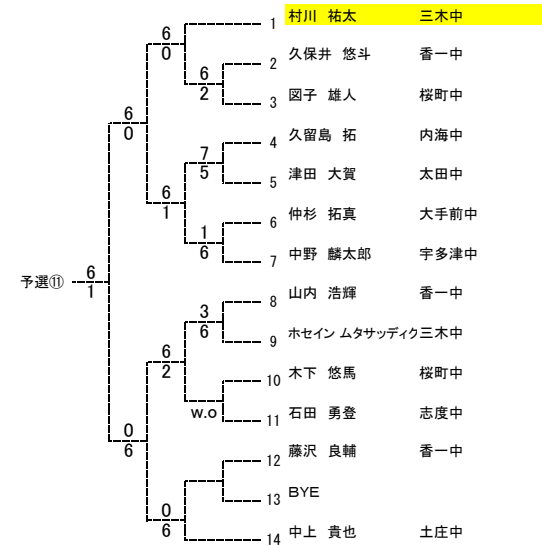 6
0
1 村川 祐太 三木中
6
2
2 久保井 悠斗 香一中
3 図子 雄人 桜町中
6
0
7
5
4 久留島 拓 内海中
5 津田 大賀 太田中
6
1
1
6
6 仲杉 拓真 大手前中
7 中野 麟太郎 宇多津中
予選⑪
6
1
3
6
8 山内 浩輝 香一中
9 ホセイン ムタサッディク 三木中
6
2
w.o
10 木下 悠馬 桜町中
11 石田 勇登 志度中
0
6
12 藤沢 良輔 香一中
13 BYE
0
6
14 中上 貴也 土庄中